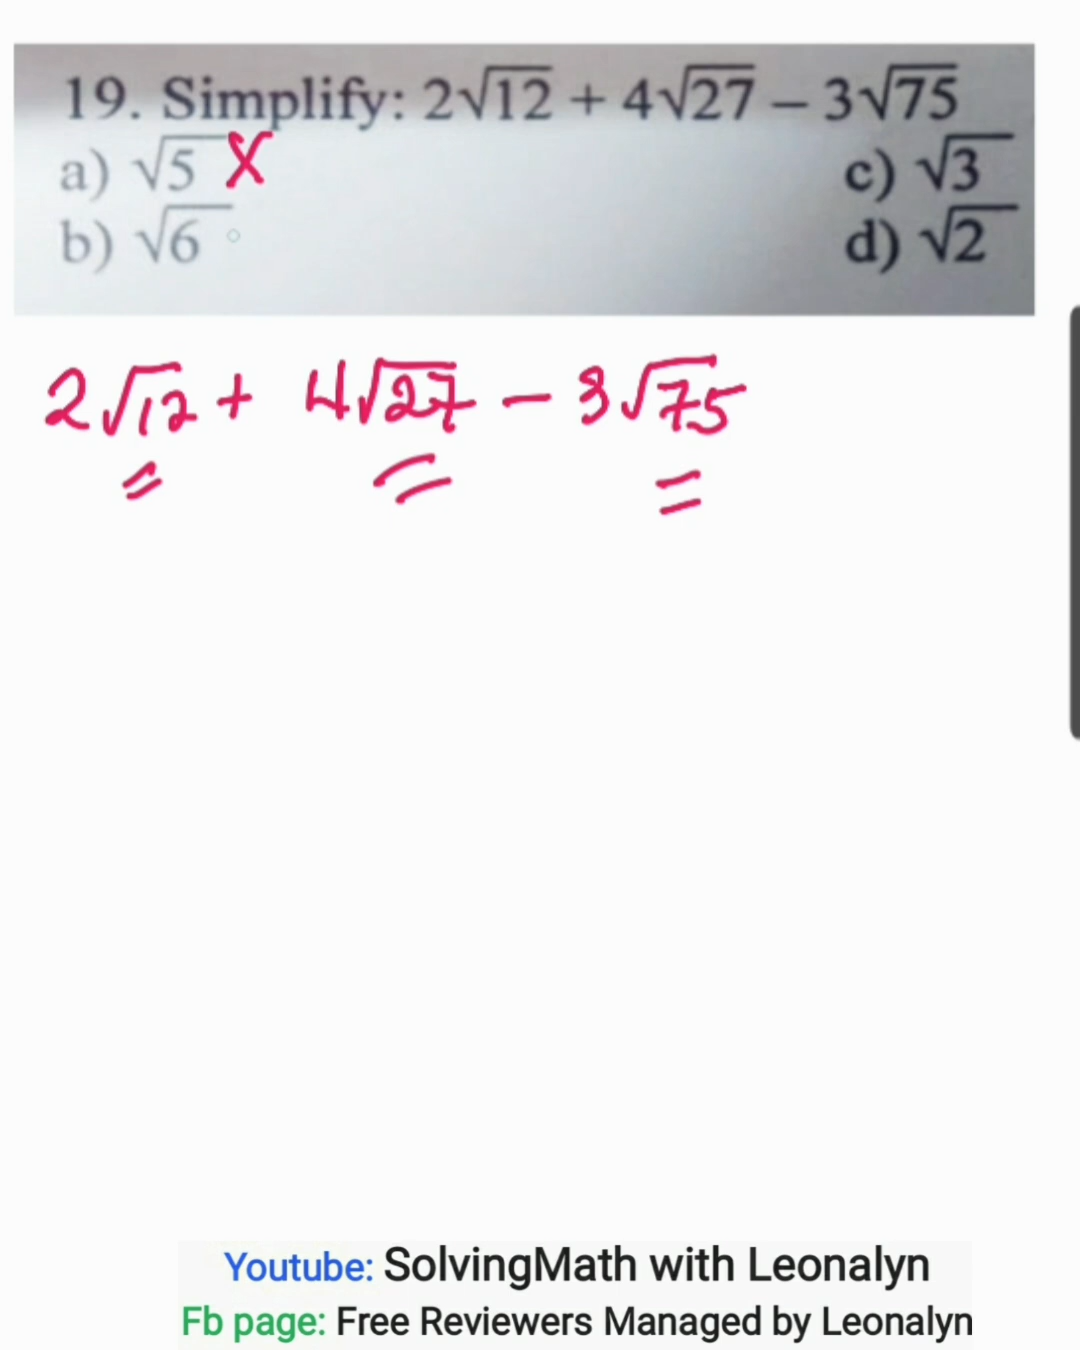 19. Simplify: 2√12 + 4√27 – 3√75
a) √5 X
c) √3
b) √6
d) √2
2√12 + 4√27 – 3√75
Youtube: SolvingMath with Leonalyn
Fb page: Free Reviewers Managed by Leonalyn